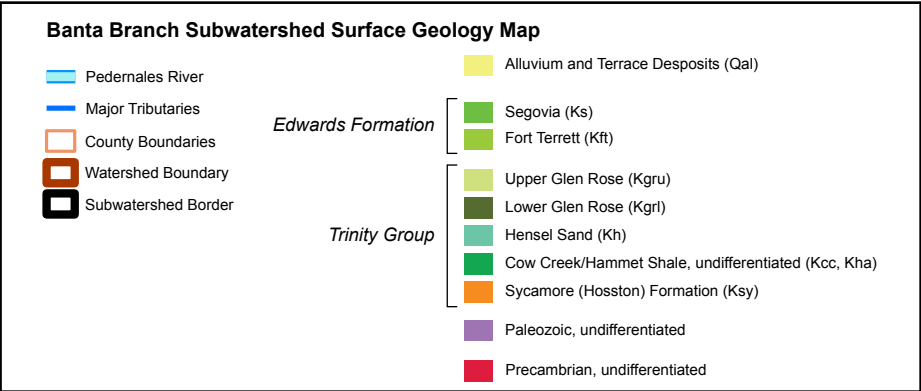 Banta Branch Subwatershed Surface Geology Map
Pedernales River
Major Tributaries
County Boundaries
Watershed Boundary
Subwatershed Border
Alluvium and Terrace Desposits (Qal)
Edwards Formation
Segovia (Ks)
Fort Terrett (Kft)
Trinity Group
Upper Glen Rose (Kgru)
Lower Glen Rose (Kgrl)
Hensel Sand (Kh)
Cow Creek/Hammet Shale, undifferentiated (Kcc, Kha)
Sycamore (Hosston) Formation (Ksy)
Paleozoic, undifferentiated
Precambrian, undifferentiated